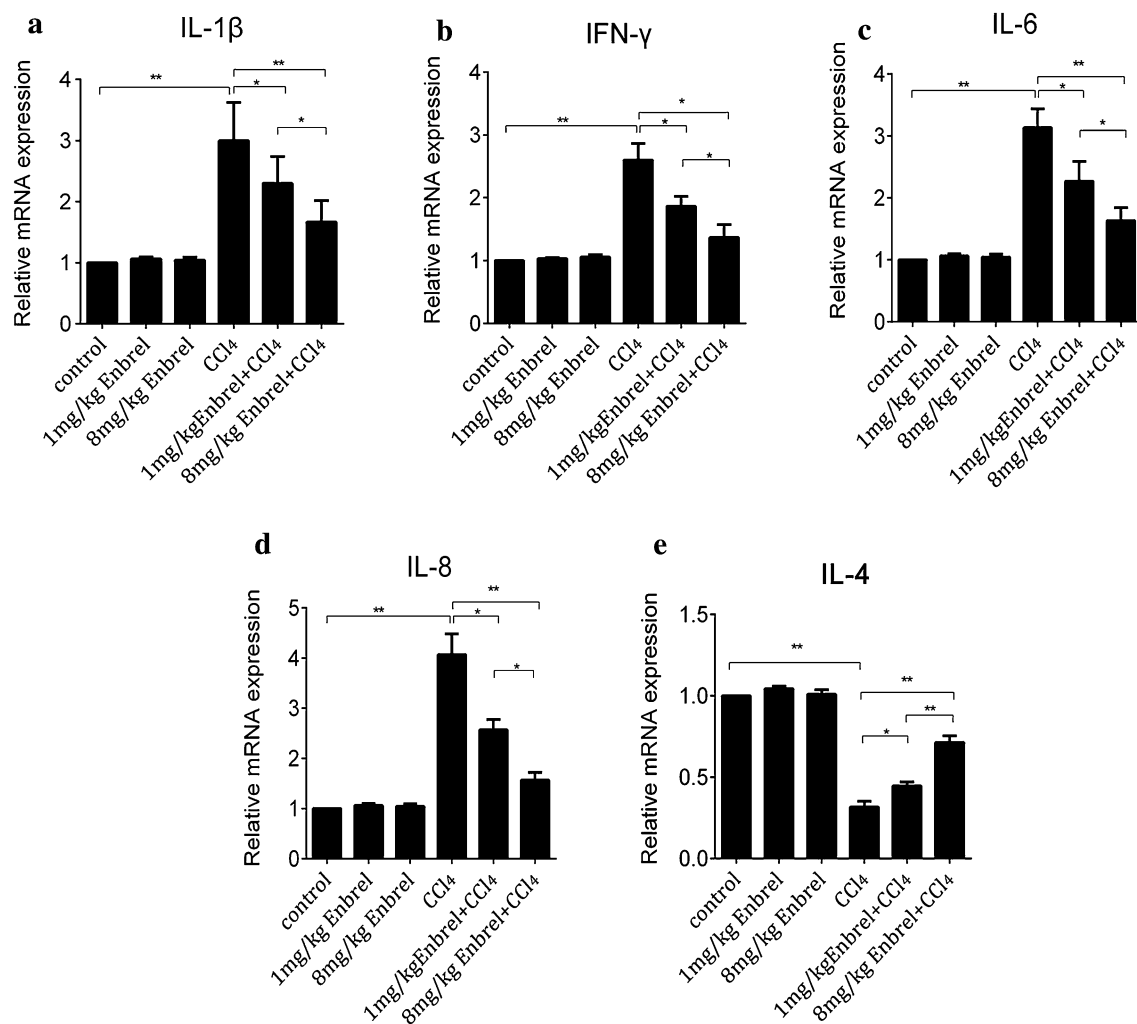 a
IL-1β
Relative mRNA expression
4
3
2
1
0
**
**
*
*
control
1mg/kg Enbrel
8mg/kg Enbrel
CCl₄
1mg/kgEnbrel+CCl₄
8mg/kg Enbrel+CCl₄
b
IFN-γ
Relative mRNA expression
4
3
2
1
0
**
*
*
*
control
1mg/kg Enbrel
8mg/kg Enbrel
CCl₄
1mg/kgEnbrel+CCl₄
8mg/kg Enbrel+CCl₄
c
IL-6
Relative mRNA expression
4
3
2
1
0
**
**
*
*
control
1mg/kg Enbrel
8mg/kg Enbrel
CCl₄
1mg/kgEnbrel+CCl₄
8mg/kg Enbrel+CCl₄
d
IL-8
Relative mRNA expression
5
4
3
2
1
0
**
**
*
*
control
1mg/kg Enbrel
8mg/kg Enbrel
CCl₄
1mg/kgEnbrel+CCl₄
8mg/kg Enbrel+CCl₄
e
IL-4
Relative mRNA expression
1.5
1.0
0.5
0.0
**
**
**
*
control
1mg/kg Enbrel
8mg/kg Enbrel
CCl₄
1mg/kgEnbrel+CCl₄
8mg/kg Enbrel+CCl₄